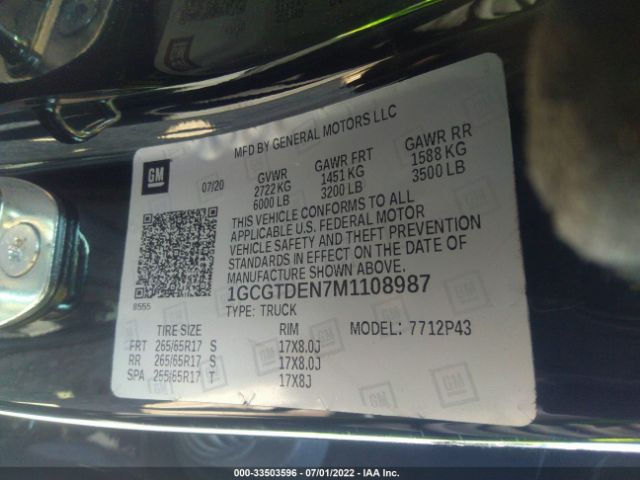 MFD BY GENERAL MOTORS LLC
GM
07/20
GVWR GAWR FRT GAWR RR
2722 KG 1451 KG 1588 KG
6000 LB 3200 LB 3500 LB
THIS VEHICLE CONFORMS TO ALL
APPLICABLE U.S. FEDERAL MOTOR
VEHICLE SAFETY AND THEFT PREVENTION
STANDARDS IN EFFECT ON THE DATE OF
MANUFACTURE SHOWN ABOVE.
8555
1GCGTDEN7M1108987
TYPE: TRUCK
TIRE SIZE RIM MODEL: 7712P43
FRT 265/65R17 S 17X8.0J
RR 265/65R17 S 17X8.0J
SPA 265/65R17 T 17X8J
000-33503596 - 07/01/2022 - IAA Inc.